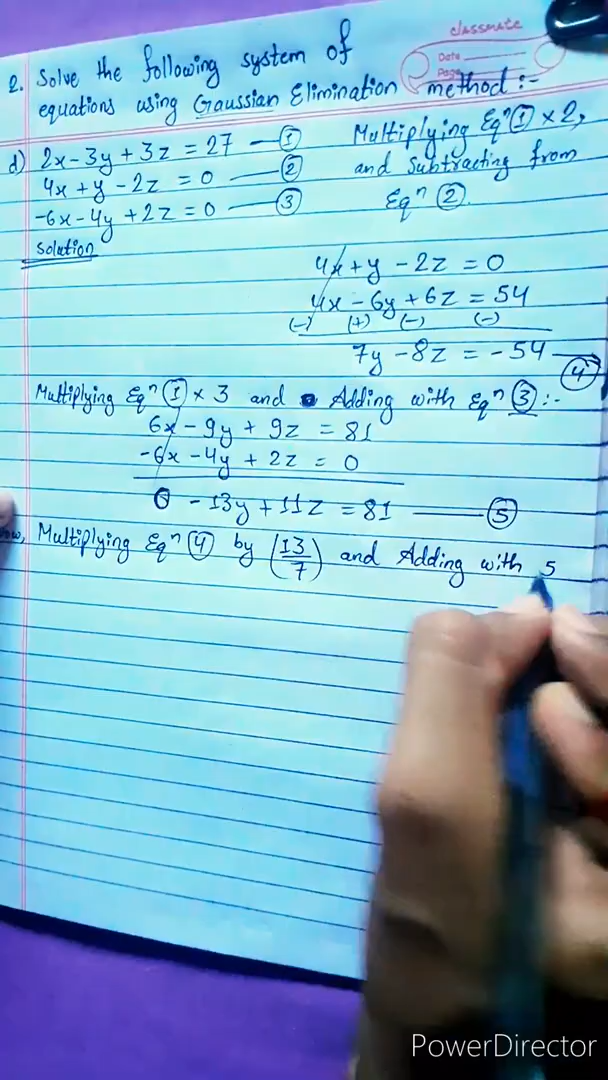 classmate
Date
Page
2. Solve the following system of
equations using Gaussian Elimination method :-
d) 2x - 3y + 3z = 27 — ①
4x + y - 2z = 0 — ②
-6x - 4y + 2z = 0 — ③
Solution
Multiplying Eqⁿ ① × 2,
and Subtracting from
Eqⁿ ②.
4x + y - 2z = 0
4x - 6y + 6z = 54
(-) (+) (-) (-)
7y - 8z = -54 — ④
Multiplying Eqⁿ ① × 3 and Adding with Eqⁿ ③ :-
6x - 9y + 9z = 81
-6x - 4y + 2z = 0
0 - 13y + 11z = 81 — ⑤
Multiplying Eqⁿ ④ by (13/7) and Adding with 5
PowerDirector